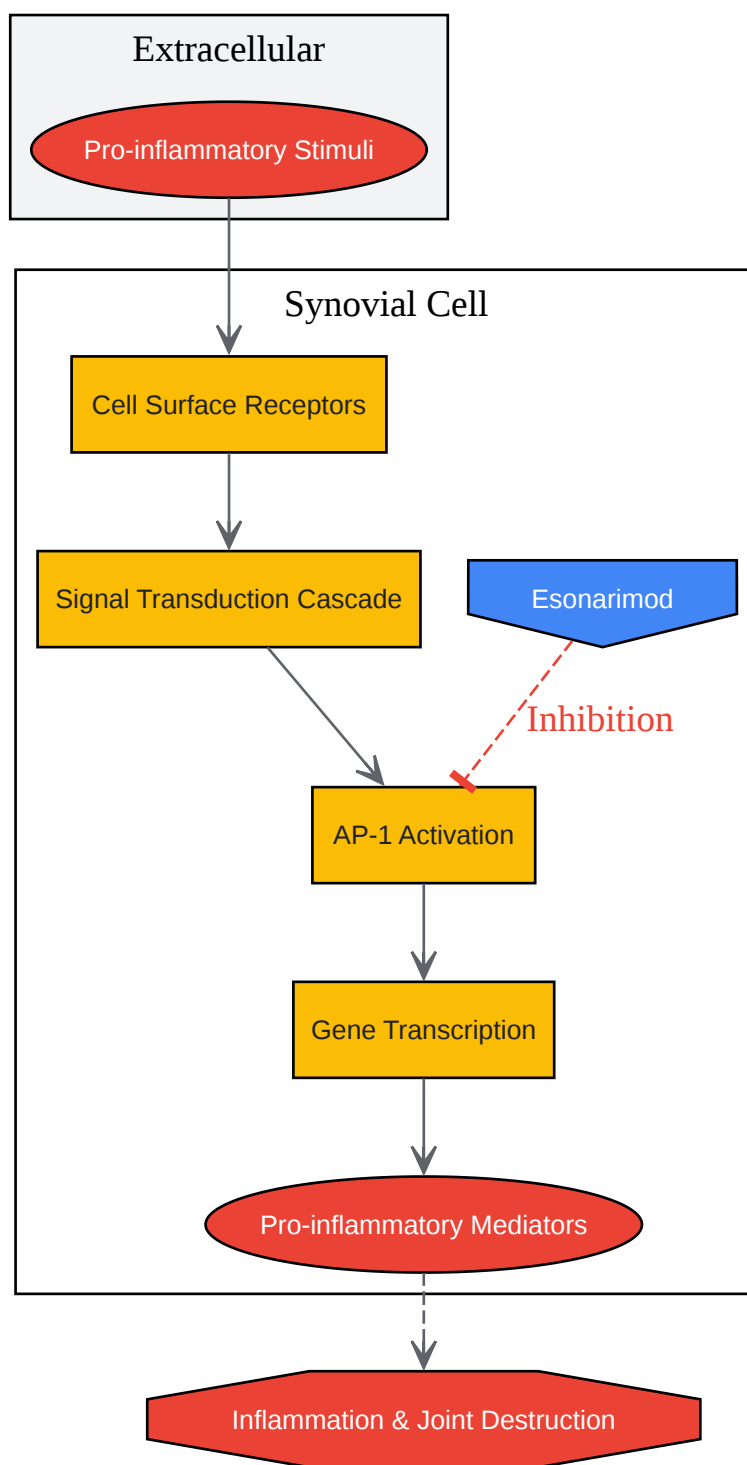 Extracellular
Pro-inflammatory Stimuli
Synovial Cell
Cell Surface Receptors
Signal Transduction Cascade
Esonarimod
Inhibition
AP-1 Activation
Gene Transcription
Pro-inflammatory Mediators
Inflammation & Joint Destruction